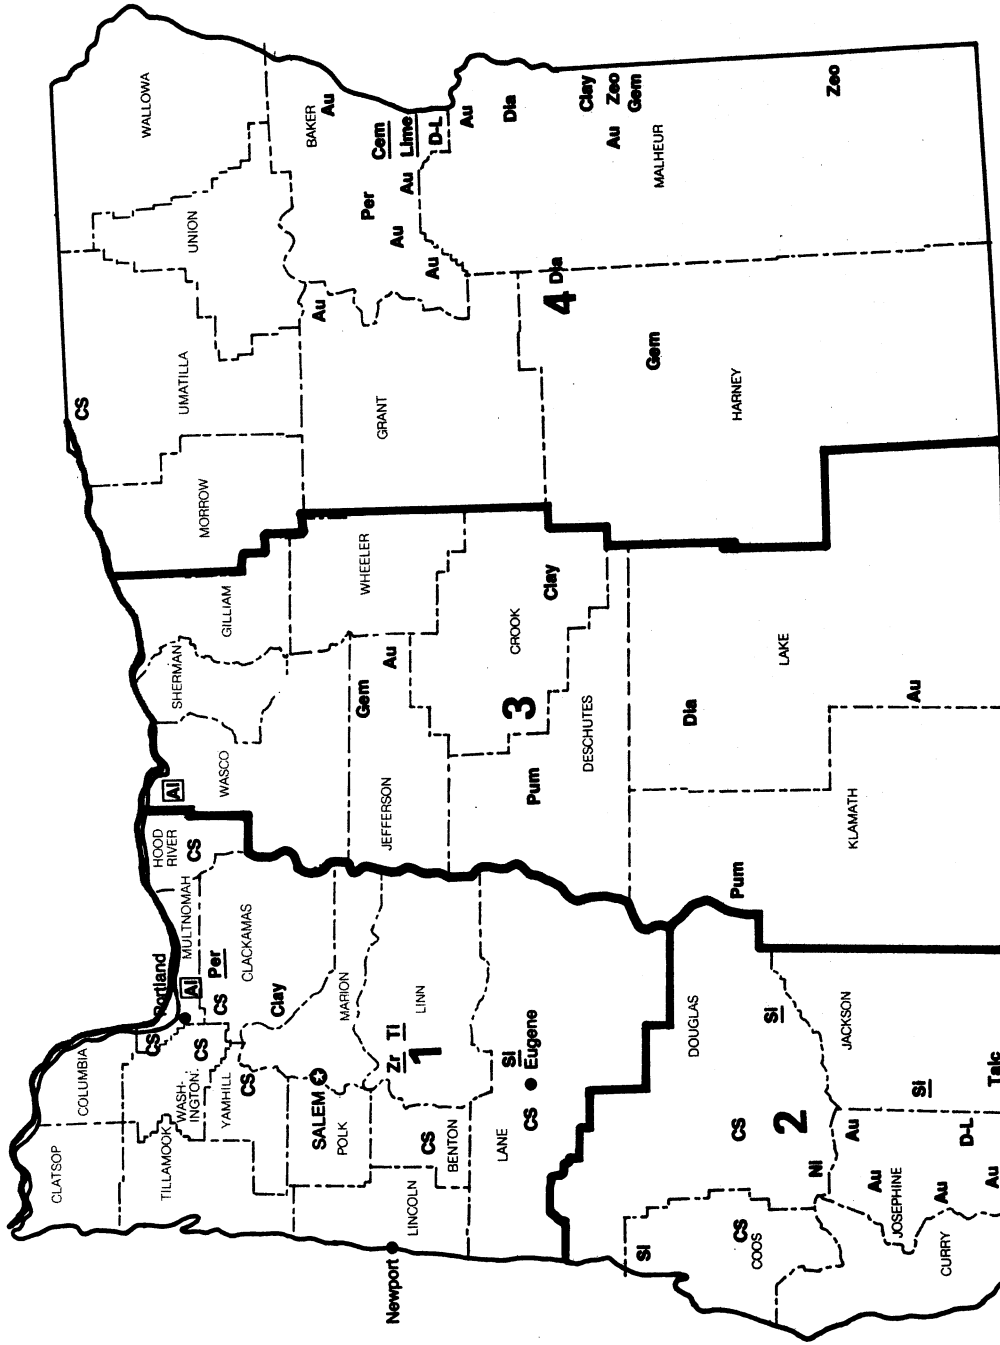 CLATSOP
COLUMBIA
CS
Portland
TILLAMOOK
WASH-
INGTON
CS
Al
MULTNOMAH
HOOD
RIVER
CS
Al
YAMHILL
CS
CS
Per
CLACKAMAS
Clay
SALEM
POLK
MARION
Newport
LINCOLN
BENTON
CS
Zr Ti
1
LINN
LANE
CS
Eugene
Si
WASCO
SHERMAN
GILLIAM
MORROW
UMATILLA
CS
UNION
WALLOWA
JEFFERSON
Gem
Au
WHEELER
GRANT
Au
Au
Au
Per
Au
BAKER
Au
Cem
Lime
D-L
Au
Dia
Pum
3
CROOK
Clay
DESCHUTES
4
Dia
Gem
HARNEY
Clay
Zeo
Gem
Au
MALHEUR
Zeo
Si
COOS
CS
CS
DOUGLAS
2
Ni
Si
Pum
Dia
LAKE
KLAMATH
Au
CURRY
JOSEPHINE
Au
Au
Au
Au
D-L
Si
JACKSON
Talc